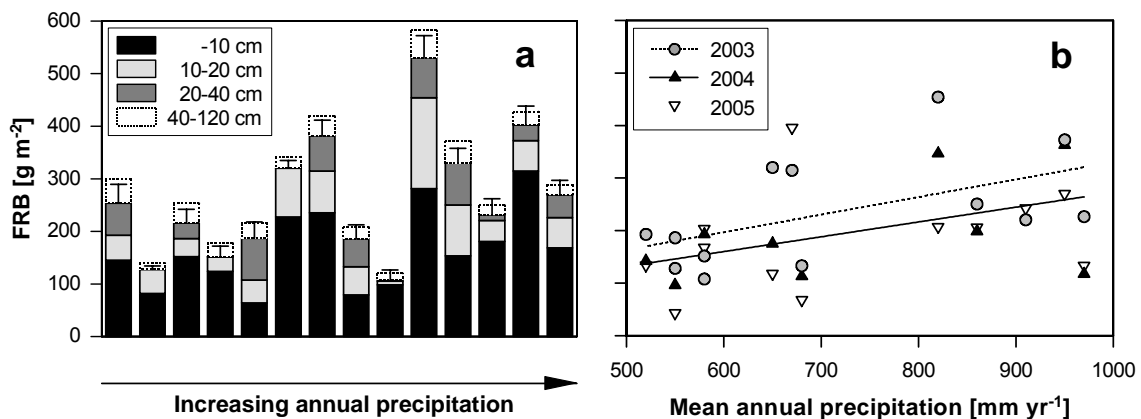 600
500
400
300
200
100
0
FRB [g m-2]
-10 cm
10-20 cm
20-40 cm
40-120 cm
a
Increasing annual precipitation
2003
2004
2005
b
500 600 700 800 900 1000
Mean annual precipitation [mm yr-1]